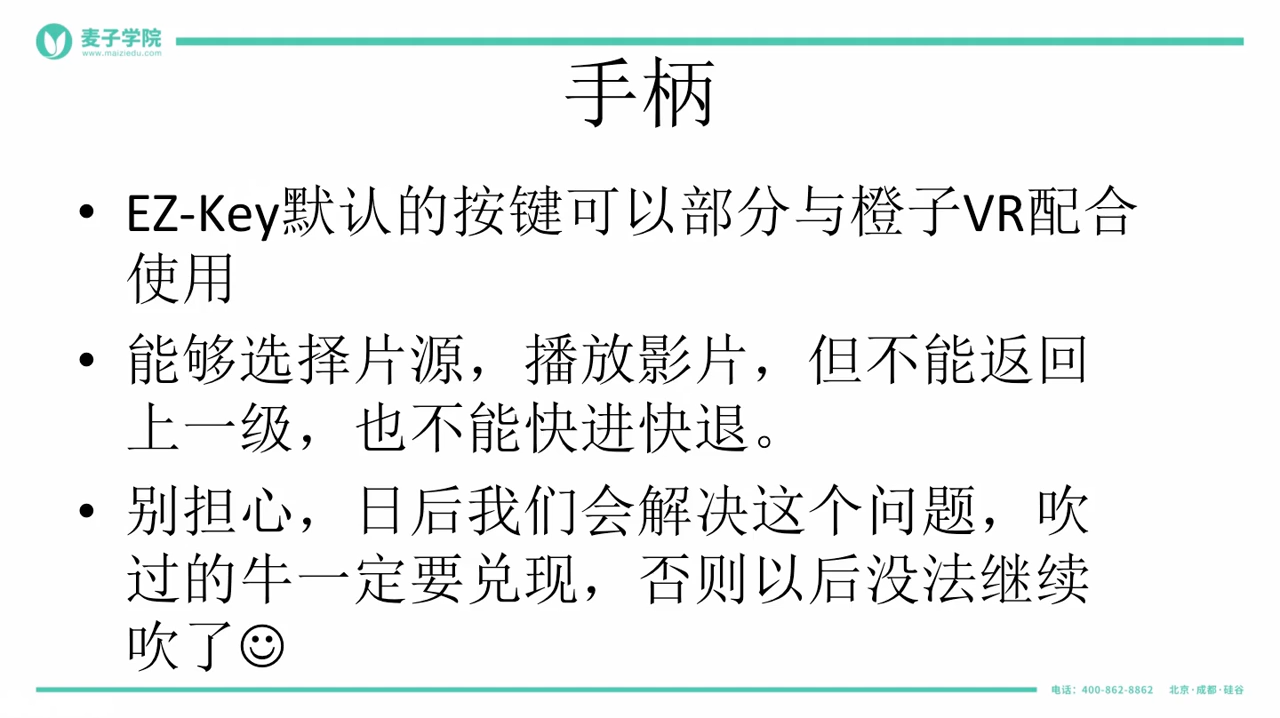 麦子学院
www.maiziedu.com
手柄
• EZ-Key默认的按键可以部分与橙子VR配合
使用
• 能够选择片源，播放影片，但不能返回
上一级，也不能快进快退。
• 别担心，日后我们会解决这个问题，吹
过的牛一定要兑现，否则以后没法继续
吹了☺
电话：400-862-8862 北京·成都·硅谷